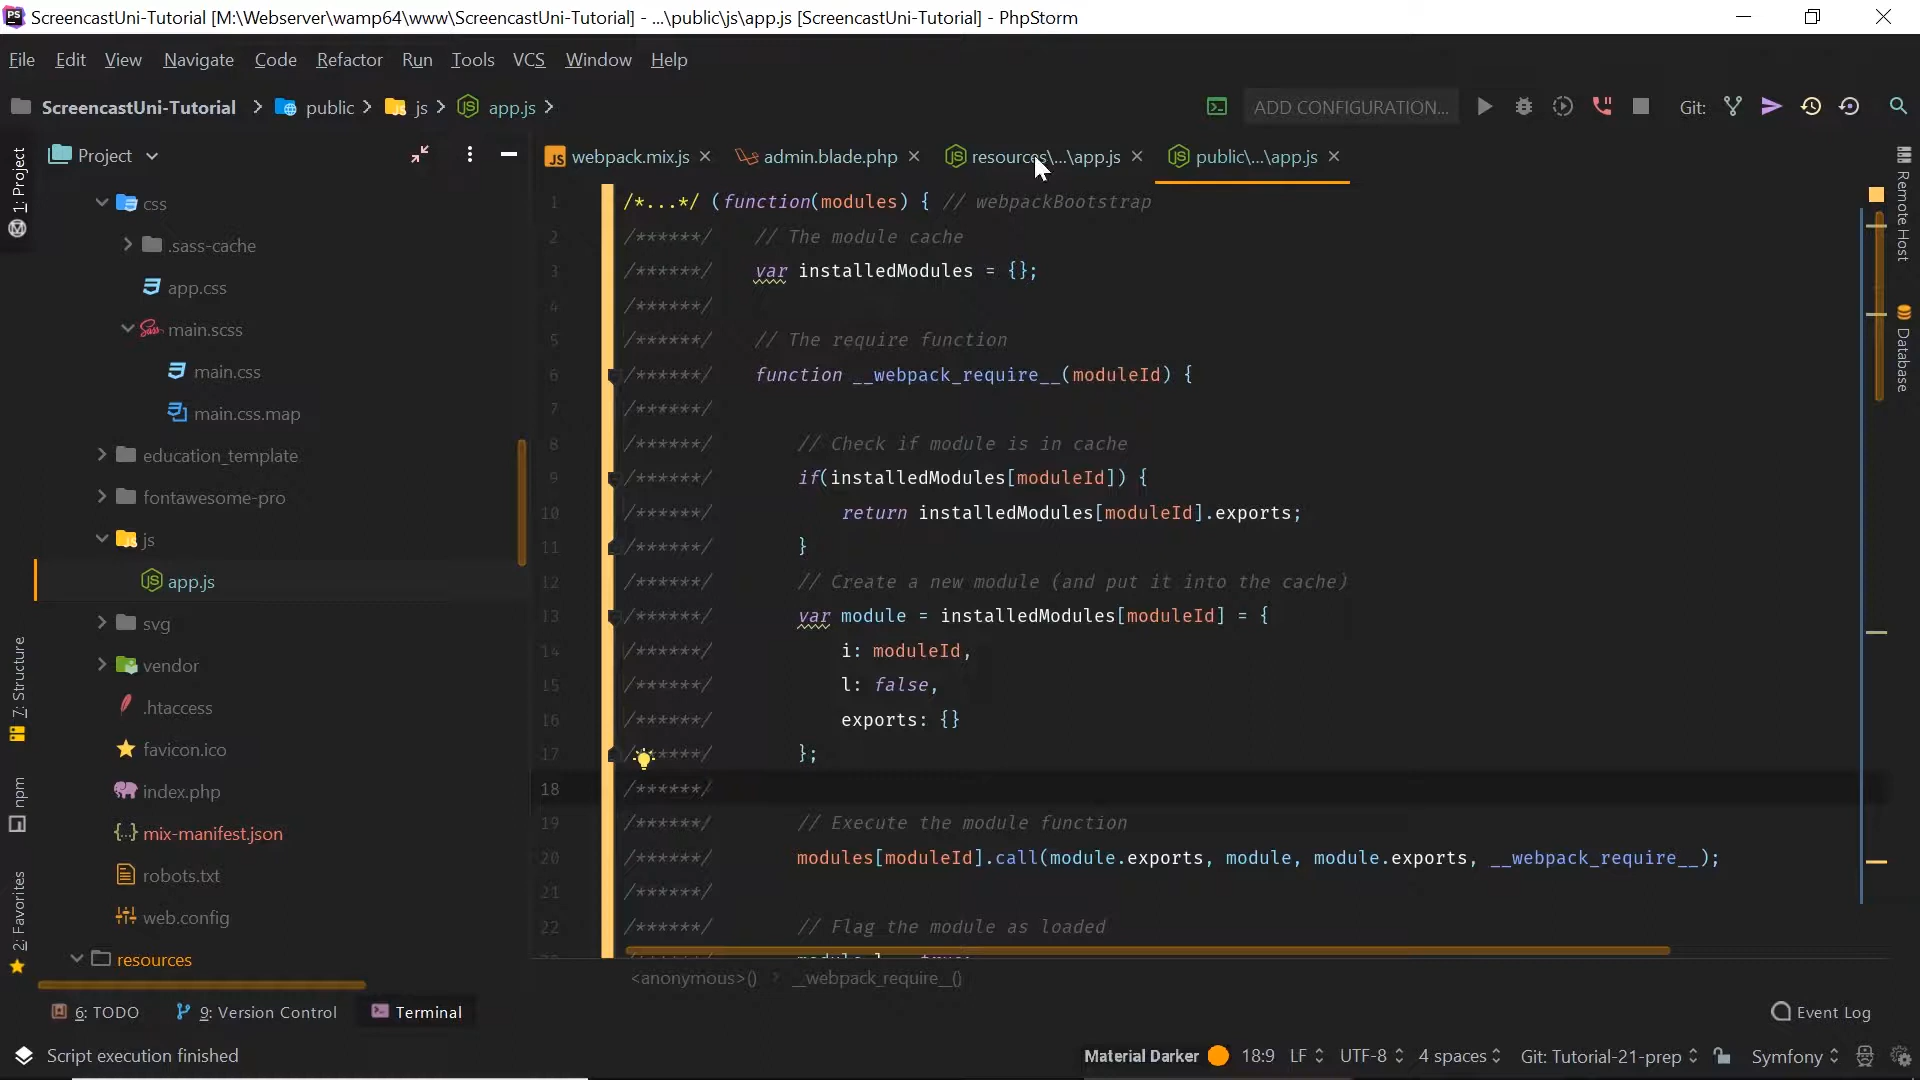 ScreencastUni-Tutorial [M:\Webserver\wamp64\www\ScreencastUni-Tutorial] - ...\public\js\app.js [ScreencastUni-Tutorial] - PhpStorm
File Edit View Navigate Code Refactor Run Tools VCS Window Help
ScreencastUni-Tutorial public js app.js
ADD CONFIGURATION... Git:
1: Project
Project
webpack.mix.js admin.blade.php resources\...\app.js public\...\app.js
css
.sass-cache
app.css
main.scss
main.css
main.css.map
education_template
fontawesome-pro
js
app.js
svg
vendor
.htaccess
favicon.ico
index.php
mix-manifest.json
robots.txt
web.config
resources
7: Structure
npm
2: Favorites
1 /*...*/ (function(modules) { // webpackBootstrap
2 /******/ // The module cache
3 /******/ var installedModules = {};
4 /******/
5 /******/ // The require function
6 /******/ function __webpack_require__(moduleId) {
7 /******/
8 /******/ // Check if module is in cache
9 /******/ if(installedModules[moduleId]) {
10 /******/ return installedModules[moduleId].exports;
11 /******/ }
12 /******/ // Create a new module (and put it into the cache)
13 /******/ var module = installedModules[moduleId] = {
14 /******/ i: moduleId,
15 /******/ l: false,
16 /******/ exports: {}
17 /******/ };
18 /******/
19 /******/ // Execute the module function
20 /******/ modules[moduleId].call(module.exports, module, module.exports, __webpack_require__);
21 /******/
22 /******/ // Flag the module as loaded
<anonymous>() __webpack_require__()
Remote Host
Database
6: TODO 9: Version Control Terminal Event Log
Script execution finished Material Darker 18:9 LF UTF-8 4 spaces Git: Tutorial-21-prep Symfony